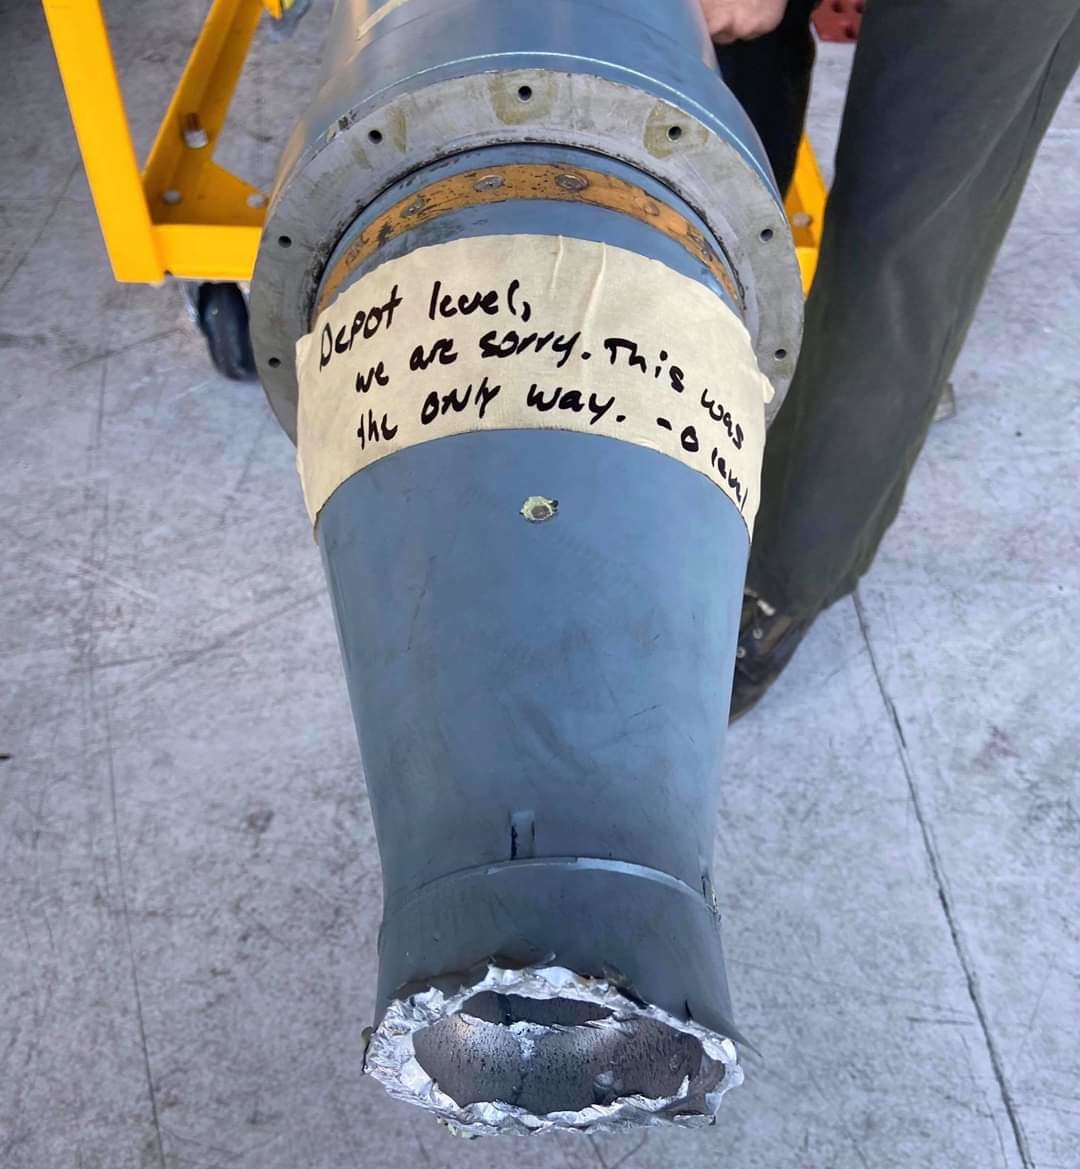 Depot level,
we are sorry. This was
the only way. - O level